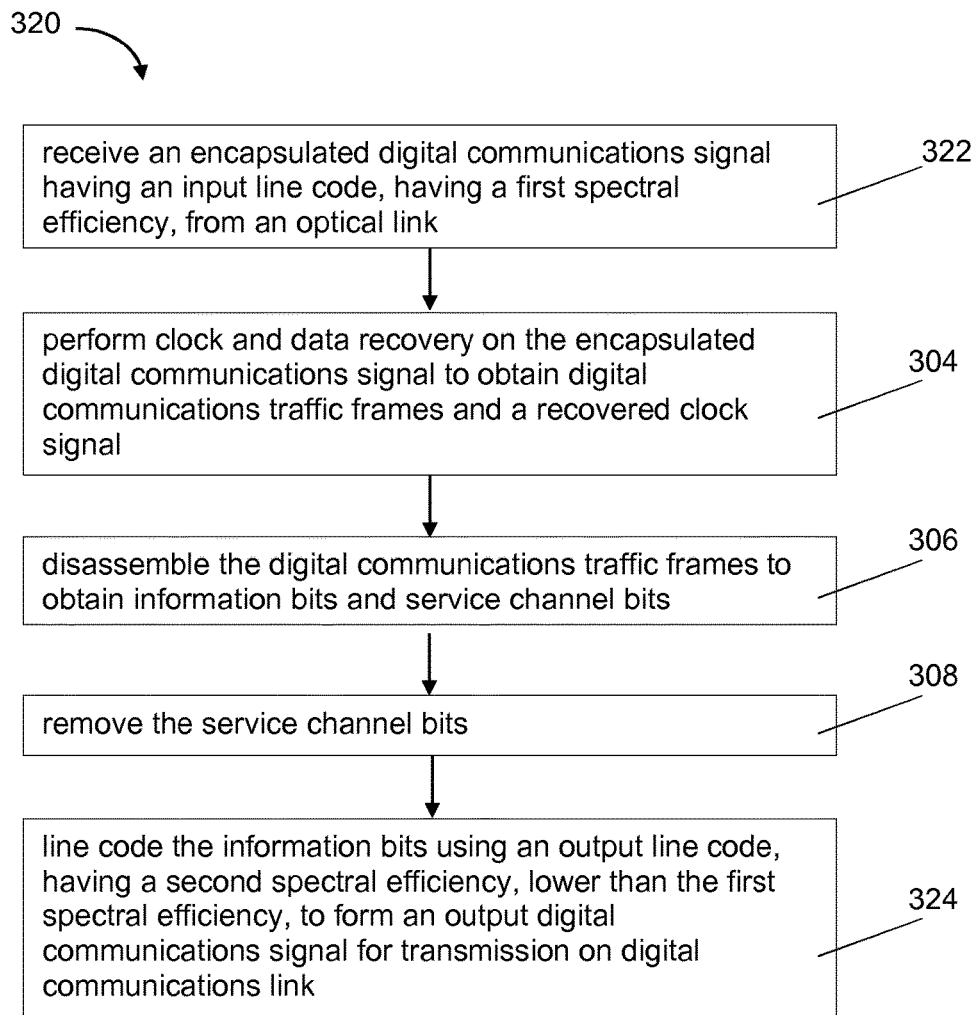 320
receive an encapsulated digital communications signal
having an input line code, having a first spectral
efficiency, from an optical link
322
perform clock and data recovery on the encapsulated
digital communications signal to obtain digital
communications traffic frames and a recovered clock
signal
304
disassemble the digital communications traffic frames to
obtain information bits and service channel bits
306
remove the service channel bits
308
line code the information bits using an output line code,
having a second spectral efficiency, lower than the first
spectral efficiency, to form an output digital
communications signal for transmission on digital
communications link
324